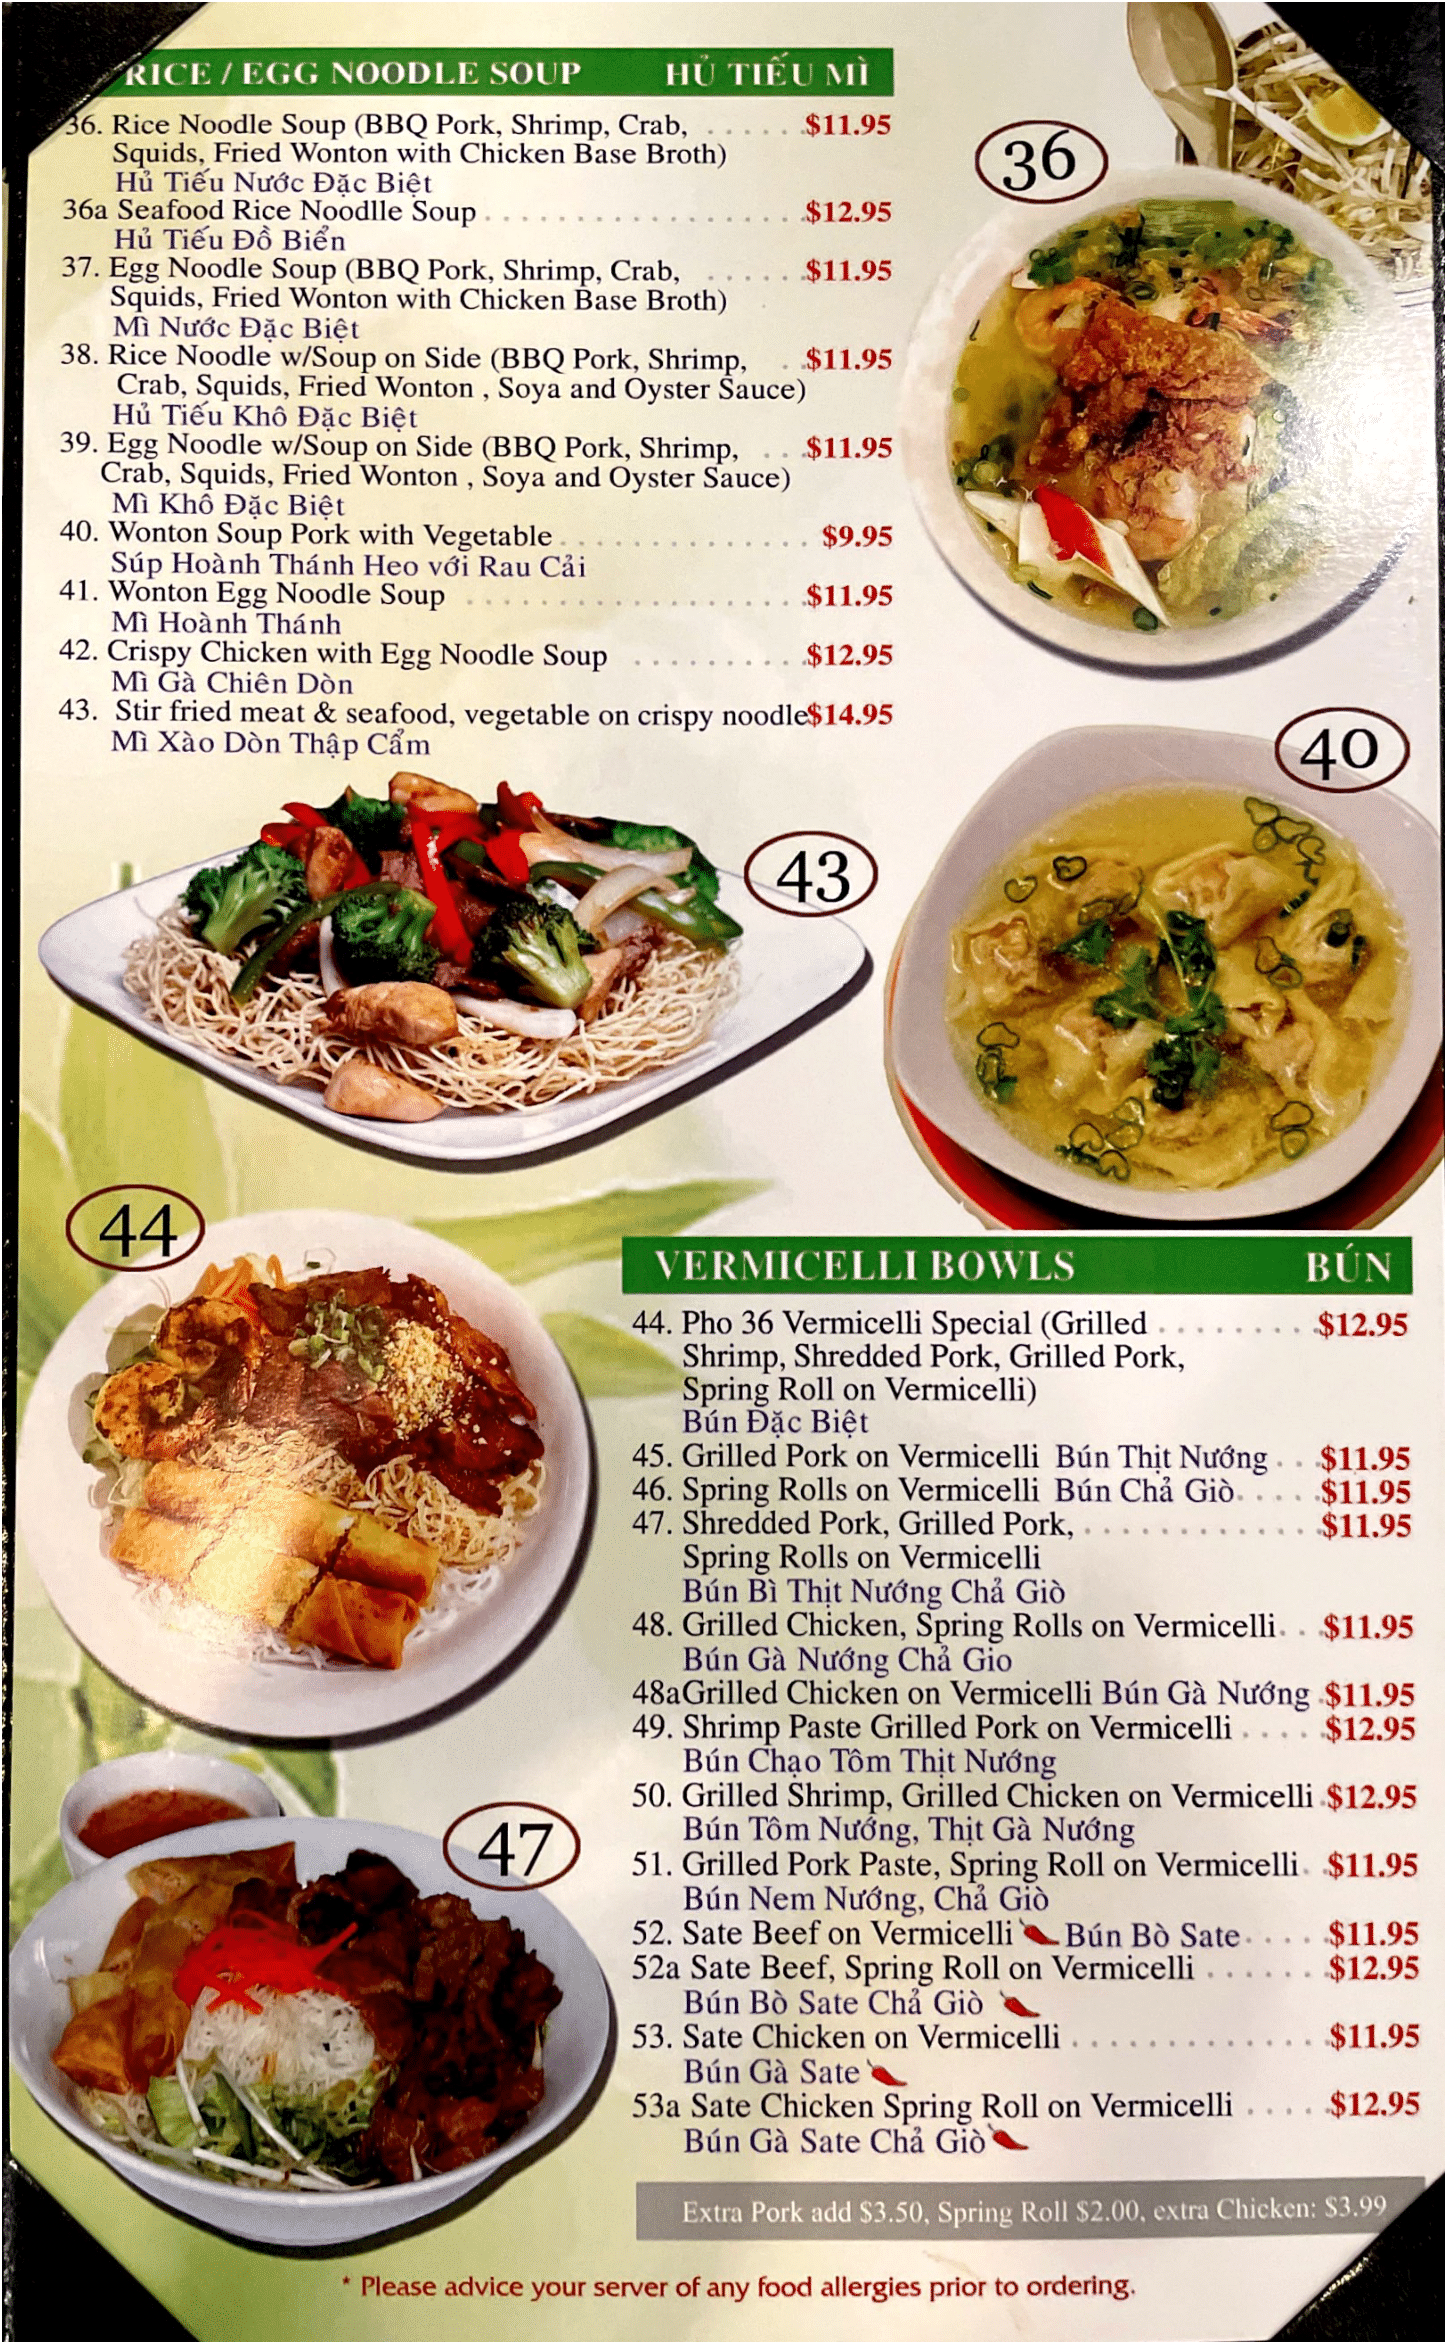 RICE / EGG NOODLE SOUP HỦ TIẾU MÌ
36. Rice Noodle Soup (BBQ Pork, Shrimp, Crab, ...... $11.95
Squids, Fried Wonton with Chicken Base Broth)
Hủ Tiếu Nước Đặc Biệt
36a Seafood Rice Noodlle Soup ...... $12.95
Hủ Tiếu Đồ Biển
37. Egg Noodle Soup (BBQ Pork, Shrimp, Crab, ...... $11.95
Squids, Fried Wonton with Chicken Base Broth)
Mì Nước Đặc Biệt
38. Rice Noodle w/Soup on Side (BBQ Pork, Shrimp, .. $11.95
Crab, Squids, Fried Wonton , Soya and Oyster Sauce)
Hủ Tiếu Khô Đặc Biệt
39. Egg Noodle w/Soup on Side (BBQ Pork, Shrimp, ... $11.95
Crab, Squids, Fried Wonton , Soya and Oyster Sauce)
Mì Khô Đặc Biệt
40. Wonton Soup Pork with Vegetable ...... $9.95
Súp Hoành Thánh Heo với Rau Cải
41. Wonton Egg Noodle Soup ...... $11.95
Mì Hoành Thánh
42. Crispy Chicken with Egg Noodle Soup ...... $12.95
Mì Gà Chiên Dòn
43. Stir fried meat & seafood, vegetable on crispy noodle $14.95
Mì Xào Dòn Thập Cẩm
36
40
43
44
47
VERMICELLI BOWLS BÚN
44. Pho 36 Vermicelli Special (Grilled ...... $12.95
Shrimp, Shredded Pork, Grilled Pork,
Spring Roll on Vermicelli)
Bún Đặc Biệt
45. Grilled Pork on Vermicelli Bún Thịt Nướng ... $11.95
46. Spring Rolls on Vermicelli Bún Chả Giò ..... $11.95
47. Shredded Pork, Grilled Pork, ...... $11.95
Spring Rolls on Vermicelli
Bún Bì Thịt Nướng Chả Giò
48. Grilled Chicken, Spring Rolls on Vermicelli ... $11.95
Bún Gà Nướng Chả Gio
48aGrilled Chicken on Vermicelli Bún Gà Nướng . $11.95
49. Shrimp Paste Grilled Pork on Vermicelli ..... $12.95
Bún Chạo Tôm Thịt Nướng
50. Grilled Shrimp, Grilled Chicken on Vermicelli . $12.95
Bún Tôm Nướng, Thịt Gà Nướng
51. Grilled Pork Paste, Spring Roll on Vermicelli .. $11.95
Bún Nem Nướng, Chả Giò
52. Sate Beef on Vermicelli Bún Bò Sate ..... $11.95
52a Sate Beef, Spring Roll on Vermicelli ...... $12.95
Bún Bò Sate Chả Giò
53. Sate Chicken on Vermicelli ...... $11.95
Bún Gà Sate
53a Sate Chicken Spring Roll on Vermicelli ..... $12.95
Bún Gà Sate Chả Giò
Extra Pork add $3.50, Spring Roll $2.00, extra Chicken: $3.99
* Please advice your server of any food allergies prior to ordering.